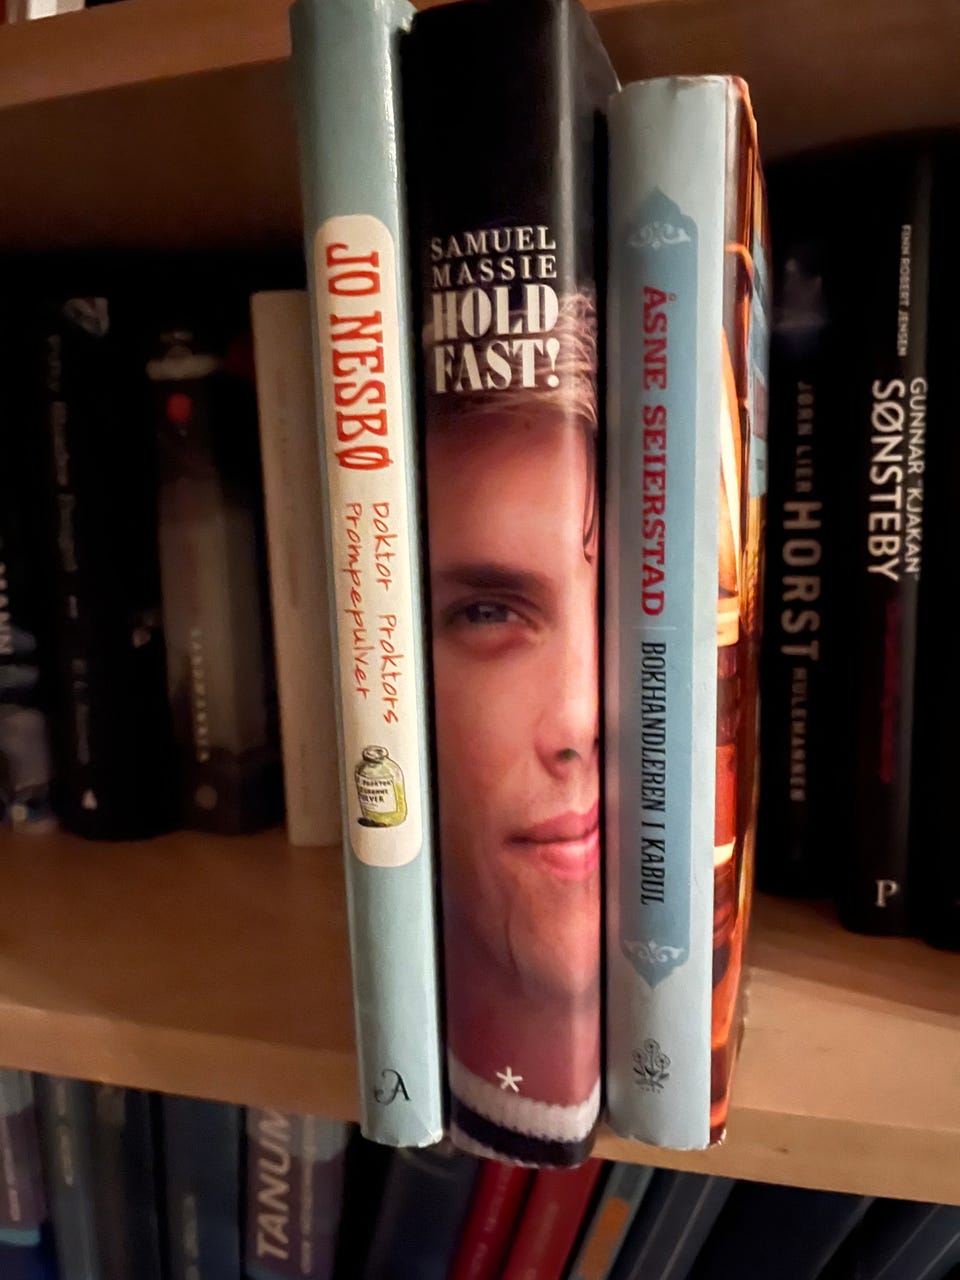 JO NESBØ
Doktor Proktors
Prompepulver
A
SAMUEL
MASSIE
HOLD
FAST!
*
ÅSNE SEIERSTAD
BOKHANDLEREN I KABUL
JØRN LIER HORST HULEMANNEN
FINN ROBERT JENSEN
GUNNAR "KJAKAN"
SØNSTEBY
P
TANUM